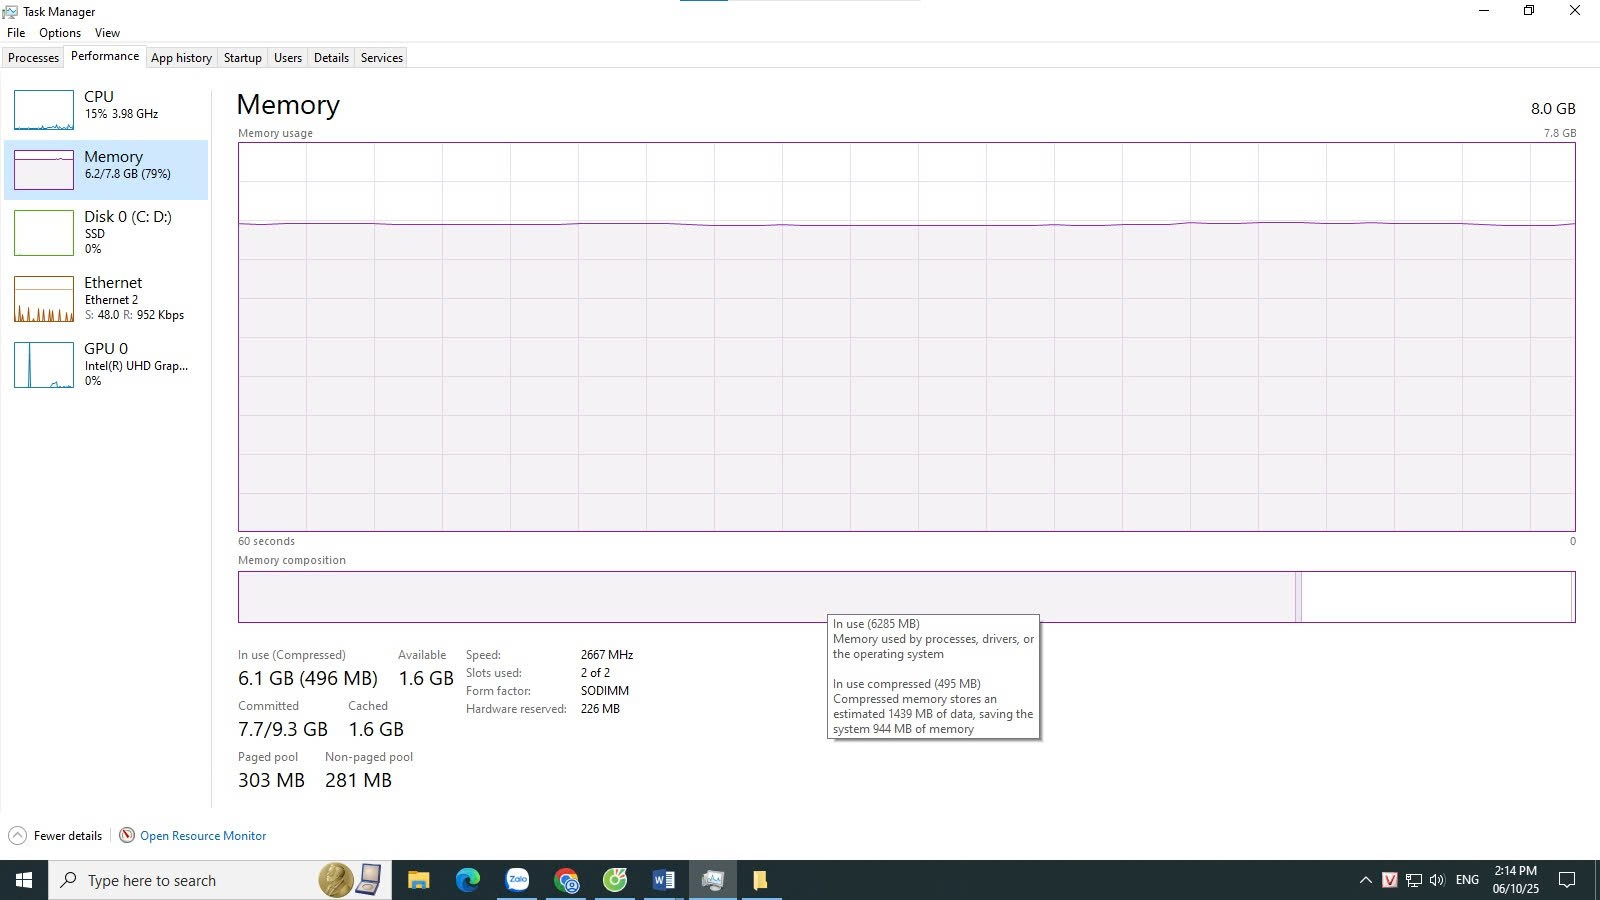 Task Manager
File Options View
Processes Performance App history Startup Users Details Services
CPU
15% 3.98 GHz
Memory
6.2/7.8 GB (79%)
Disk 0 (C: D:)
SSD
0%
Ethernet
Ethernet 2
S: 48.0 R: 952 Kbps
GPU 0
Intel(R) UHD Grap...
0%
Memory 8.0 GB
Memory usage 7.8 GB
60 seconds 0
Memory composition
In use (6285 MB)
Memory used by processes, drivers, or
the operating system
In use compressed (495 MB)
Compressed memory stores an
estimated 1439 MB of data, saving the
system 944 MB of memory
In use (Compressed) Available
6.1 GB (496 MB) 1.6 GB
Committed Cached
7.7/9.3 GB 1.6 GB
Paged pool Non-paged pool
303 MB 281 MB
Speed: 2667 MHz
Slots used: 2 of 2
Form factor: SODIMM
Hardware reserved: 226 MB
Fewer details Open Resource Monitor
Type here to search
Zalo
W
V
ENG
2:14 PM
06/10/25